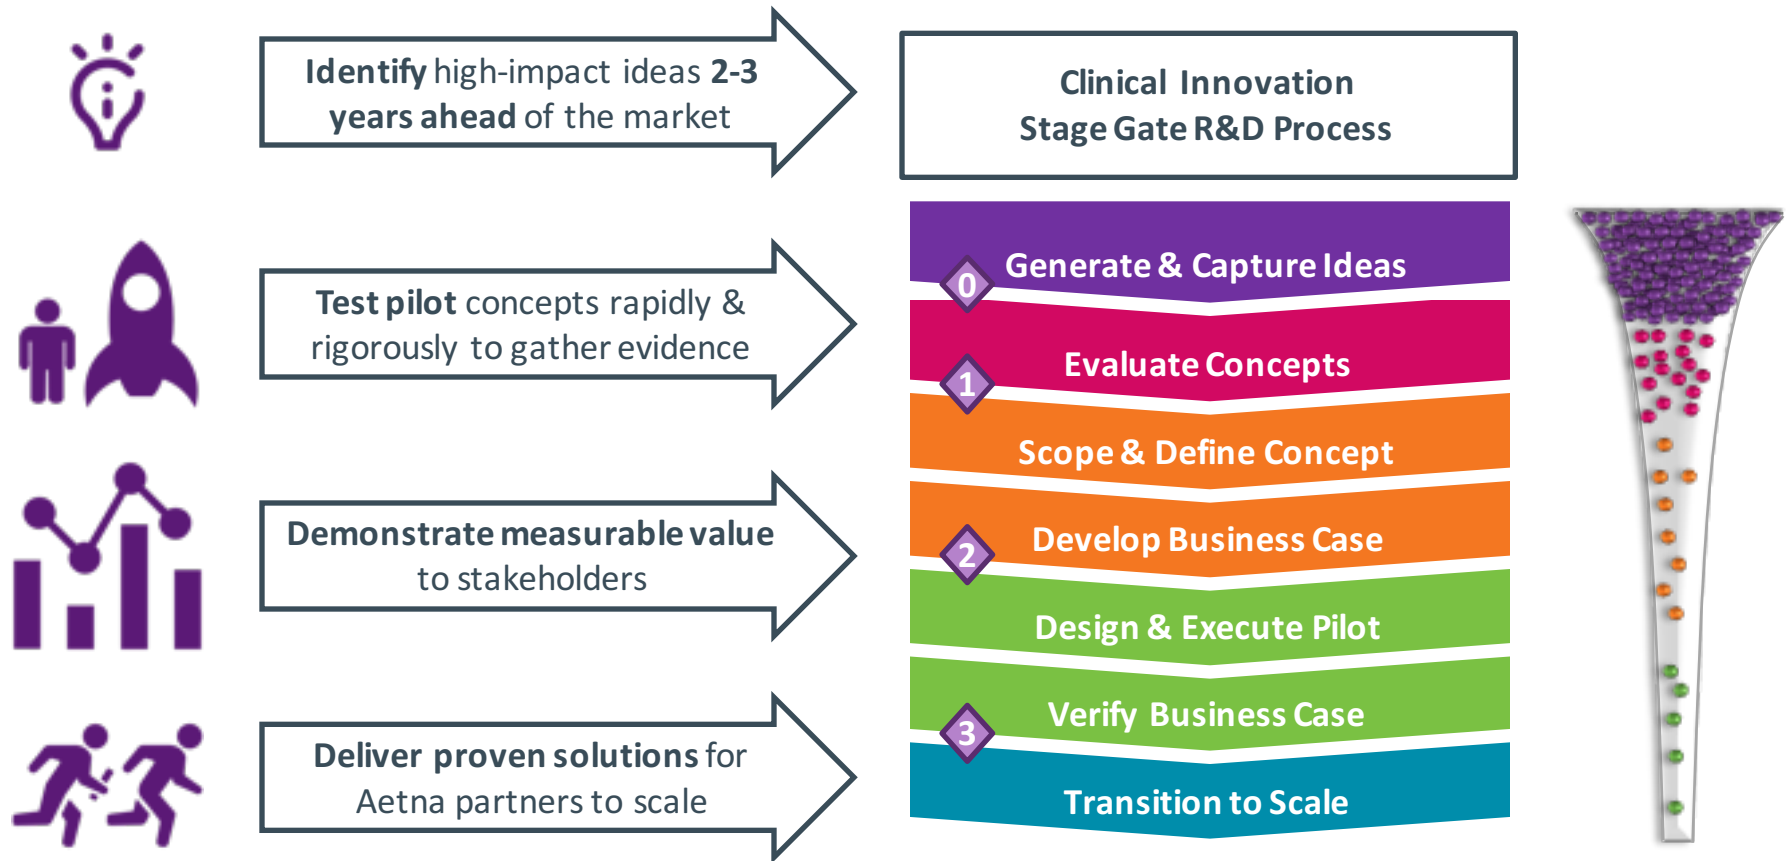 Identify high-impact ideas 2-3
years ahead of the market
Clinical Innovation
Stage Gate R&D Process
Test pilot concepts rapidly &
rigorously to gather evidence
Demonstrate measurable value
to stakeholders
Deliver proven solutions for
Aetna partners to scale
Generate & Capture Ideas
0
Evaluate Concepts
1
Scope & Define Concept
Develop Business Case
2
Design & Execute Pilot
Verify Business Case
3
Transition to Scale